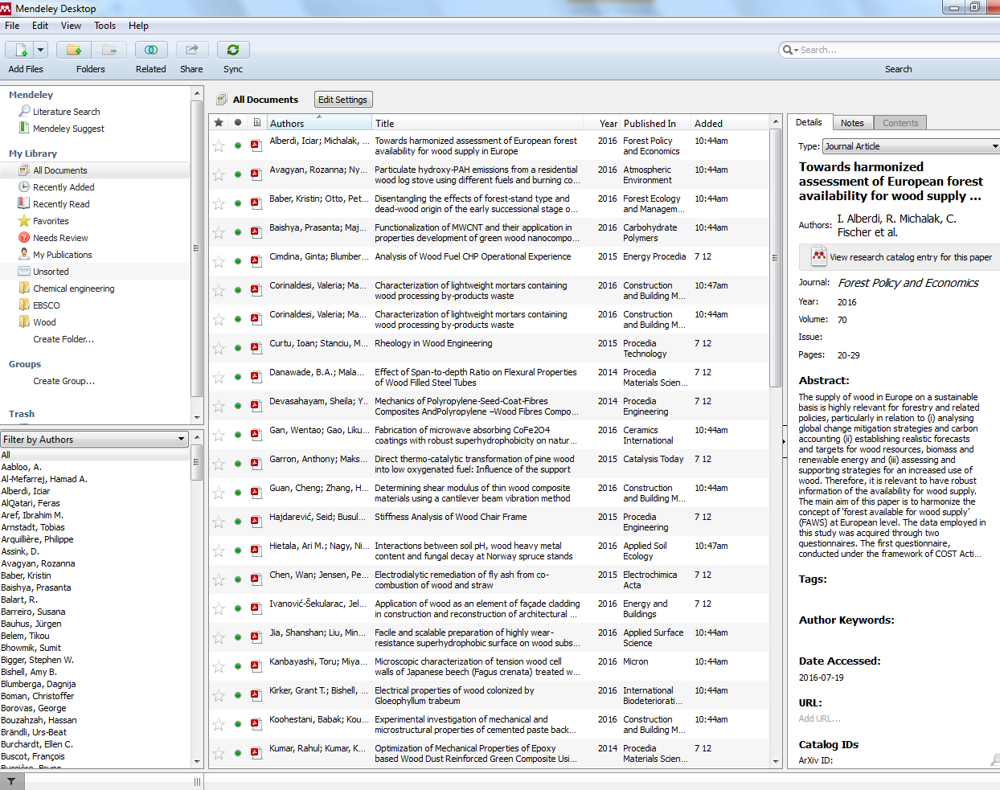 Mendeley Desktop
File Edit View Tools Help
Add Files Folders Related Share Sync
Search...
Search
Mendeley
Literature Search
Mendeley Suggest
My Library
All Documents
Recently Added
Recently Read
Favorites
Needs Review
My Publications
Unsorted
Chemical engineering
EBSCO
Wood
Create Folder...
Groups
Create Group...
Trash
Filter by Authors
All
Aabloo, A.
Al-Mefarrej, Hamad A.
Alberdi, Iciar
AlQatari, Feras
Aref, Ibrahim M.
Arnstadt, Tobias
Arquillière, Philippe
Assink, D.
Avagyan, Rozanna
Baber, Kristin
Baishya, Prasanta
Balart, R.
Barreiro, Susana
Bauhus, Jürgen
Belem, Tikou
Bhowmik, Sumit
Bigger, Stephen W.
Bishell, Amy B.
Blumberga, Dagnija
Boman, Christoffer
Borovas, George
Bouzahzah, Hassan
Brändli, Urs-Beat
Burchardt, Ellen C.
Buscot, François
All Documents Edit Settings
Authors Title Year Published In Added
Alberdi, Iciar; Michalak, ... Towards harmonized assessment of European forest 2016 Forest Policy 10:44am
availability for wood supply in Europe and Economics
Avagyan, Rozanna; Ny... Particulate hydroxy-PAH emissions from a residential 2016 Atmospheric 10:44am
wood log stove using different fuels and burning co... Environment
Baber, Kristin; Otto, Pet... Disentangling the effects of forest-stand type and 2016 Forest Ecology 10:44am
dead-wood origin of the early successional stage o... and Managem...
Baishya, Prasanta; Maj... Functionalization of MWCNT and their application in 2016 Carbohydrate 10:44am
properties development of green wood nanocompo... Polymers
Cimdina, Ginta; Blumber... Analysis of Wood Fuel CHP Operational Experience 2015 Energy Procedia 7 12
Corinaldesi, Valeria; Ma... Characterization of lightweight mortars containing 2016 Construction 10:47am
wood processing by-products waste and Building M...
Corinaldesi, Valeria; Ma... Characterization of lightweight mortars containing 2016 Construction 10:44am
wood processing by-products waste and Building M...
Curtu, Ioan; Stanciu, M... Rheology in Wood Engineering 2015 Procedia 7 12
Technology
Danawade, B.A.; Mala... Effect of Span-to-depth Ratio on Flexural Properties 2014 Procedia 7 12
of Wood Filled Steel Tubes Materials Scien...
Devasahayam, Sheila; Y... Mechanics of Polypropylene-Seed-Coat-Fibres 2014 Procedia 7 12
Composites AndPolypropylene –Wood Fibres Compo... Engineering
Gan, Wentao; Gao, Liku... Fabrication of microwave absorbing CoFe2O4 2016 Ceramics 10:44am
coatings with robust superhydrophobicity on natur... International
Garron, Anthony; Maks... Direct thermo-catalytic transformation of pine wood 2015 Catalysis Today 7 12
into low oxygenated fuel: Influence of the support
Guan, Cheng; Zhang, H... Determining shear modulus of thin wood composite 2016 Construction 10:44am
materials using a cantilever beam vibration method and Building M...
Hajdarević, Seid; Busul... Stiffness Analysis of Wood Chair Frame 2015 Procedia 7 12
Engineering
Hietala, Ari M.; Nagy, Ni... Interactions between soil pH, wood heavy metal 2016 Applied Soil 10:47am
content and fungal decay at Norway spruce stands Ecology
Chen, Wan; Jensen, Pe... Electrodialytic remediation of fly ash from co- 2015 Electrochimica 7 12
combustion of wood and straw Acta
Ivanović-Šekularac, Jel... Application of wood as an element of façade cladding 2016 Energy and 7 12
in construction and reconstruction of architectural ... Buildings
Jia, Shanshan; Liu, Min... Facile and scalable preparation of highly wear- 2016 Applied Surface 10:44am
resistance superhydrophobic surface on wood subs... Science
Kanbayashi, Toru; Miya... Microscopic characterization of tension wood cell 2016 Micron 10:44am
walls of Japanese beech (Fagus crenata) treated w...
Kirker, Grant T.; Bishell, ... Electrical properties of wood colonized by 2016 International 10:44am
Gloeophyllum trabeum Biodeteriorati...
Koohestani, Babak; Kou... Experimental investigation of mechanical and 2016 Construction 10:44am
microstructural properties of cemented paste back... and Building M...
Kumar, Rahul; Kumar, K... Optimization of Mechanical Properties of Epoxy 2014 Procedia 7 12
based Wood Dust Reinforced Green Composite Usi... Materials Scien...
Details Notes Contents
Type: Journal Article
Towards harmonized
assessment of European forest
availability for wood supply ...
Authors: I. Alberdi, R. Michalak, C.
Fischer et al.
View research catalog entry for this paper
Journal: Forest Policy and Economics
Year: 2016
Volume: 70
Issue:
Pages: 20-29
Abstract:
The supply of wood in Europe on a sustainable
basis is highly relevant for forestry and related
policies, particularly in relation to (i) analysing
global change mitigation strategies and carbon
accounting (ii) establishing realistic forecasts
and targets for wood resources, biomass and
renewable energy and (iii) assessing and
supporting strategies for an increased use of
wood. Therefore, it is relevant to have robust
information of the availability for wood supply.
The main aim of this paper is to harmonize the
concept of ‘forest available for wood supply’
(FAWS) at European level. The data employed in
this study was acquired through two
questionnaires. The first questionnaire,
conducted under the framework of COST Acti...
Tags:
Author Keywords:
Date Accessed:
2016-07-19
URL:
Add URL...
Catalog IDs
ArXiv ID: